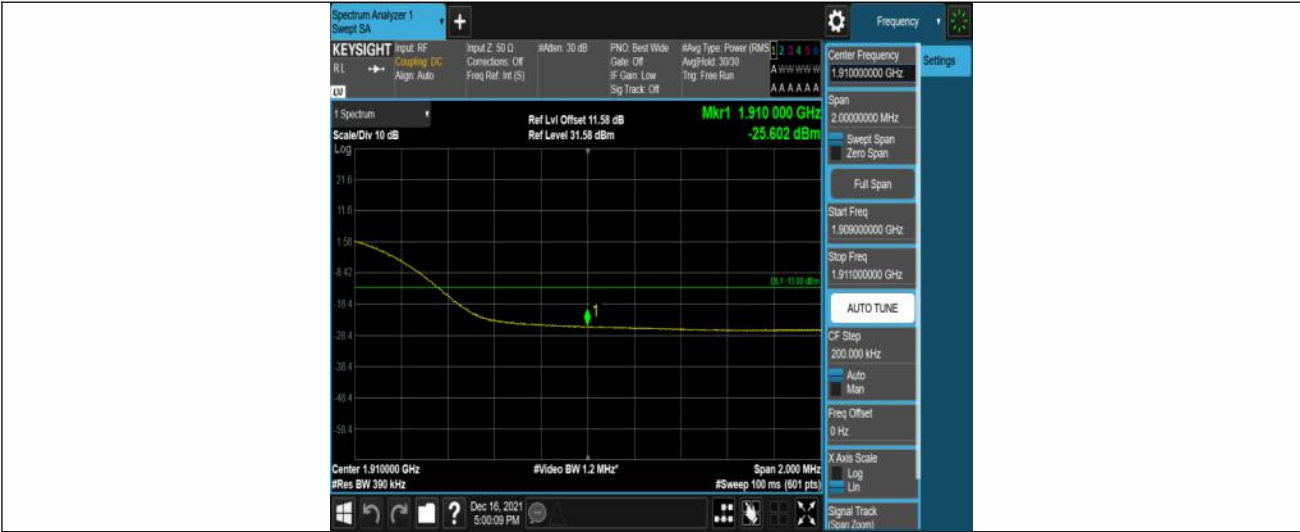 Spectrum Analyzer 1
Swept SA
Frequency
KEYSIGHT
RL
Input: RF
Coupling: DC
Align: Auto
Input Z: 50 Ω
Corrections: Off
Freq Ref: Int (S)
#Atten: 30 dB
PNO: Best Wide
Gate: Off
IF Gain: Low
Sig Track: Off
#Avg Type: Power (RMS
Avg|Hold: 30/30
Trig: Free Run
1 2 3 4 5 6
A W W W W W
A A A A A A
1 Spectrum
Scale/Div 10 dB
Ref Lvl Offset 11.58 dB
Ref Level 31.58 dBm
Mkr1 1.910 000 GHz
-25.602 dBm
Log
21.6
11.6
1.58
-8.42
-18.4
-28.4
-38.4
-48.4
-58.4
DL1 -13.00 dBm
1
Center 1.910000 GHz
#Res BW 390 kHz
#Video BW 1.2 MHz*
Span 2.000 MHz
#Sweep 100 ms (601 pts)
Dec 16, 2021
5:00:09 PM
Center Frequency
1.910000000 GHz
Settings
Span
2.00000000 MHz
Swept Span
Zero Span
Full Span
Start Freq
1.909000000 GHz
Stop Freq
1.911000000 GHz
AUTO TUNE
CF Step
200.000 kHz
Auto
Man
Freq Offset
0 Hz
X Axis Scale
Log
Lin
Signal Track
(Span Zoom)